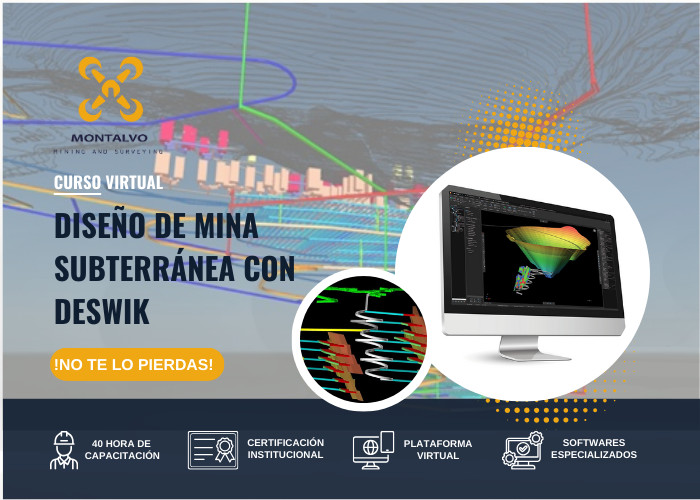 MONTALVO
MINING AND SURVEYING
CURSO VIRTUAL
DISEÑO DE MINA
SUBTERRÁNEA CON
DESWIK
!NO TE LO PIERDAS!
40 HORA DE
CAPACITACIÓN
CERTIFICACIÓN
INSTITUCIONAL
PLATAFORMA
VIRTUAL
SOFTWARES
ESPECIALIZADOS